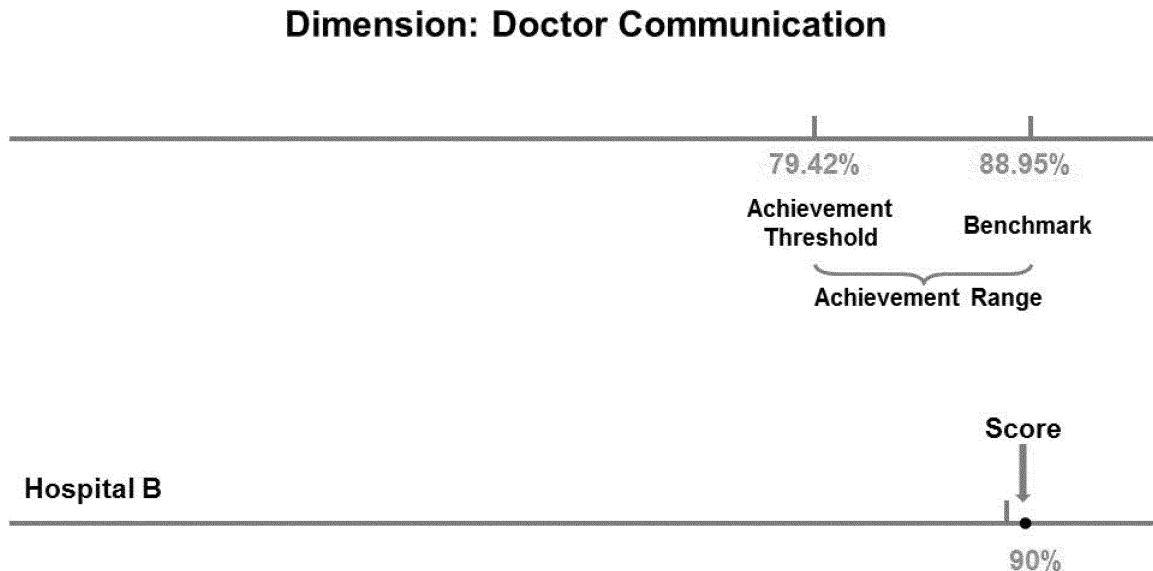 Dimension: Doctor Communication
79.42%
88.95%
Achievement
Threshold
Benchmark
Achievement Range
Score
Hospital B
90%